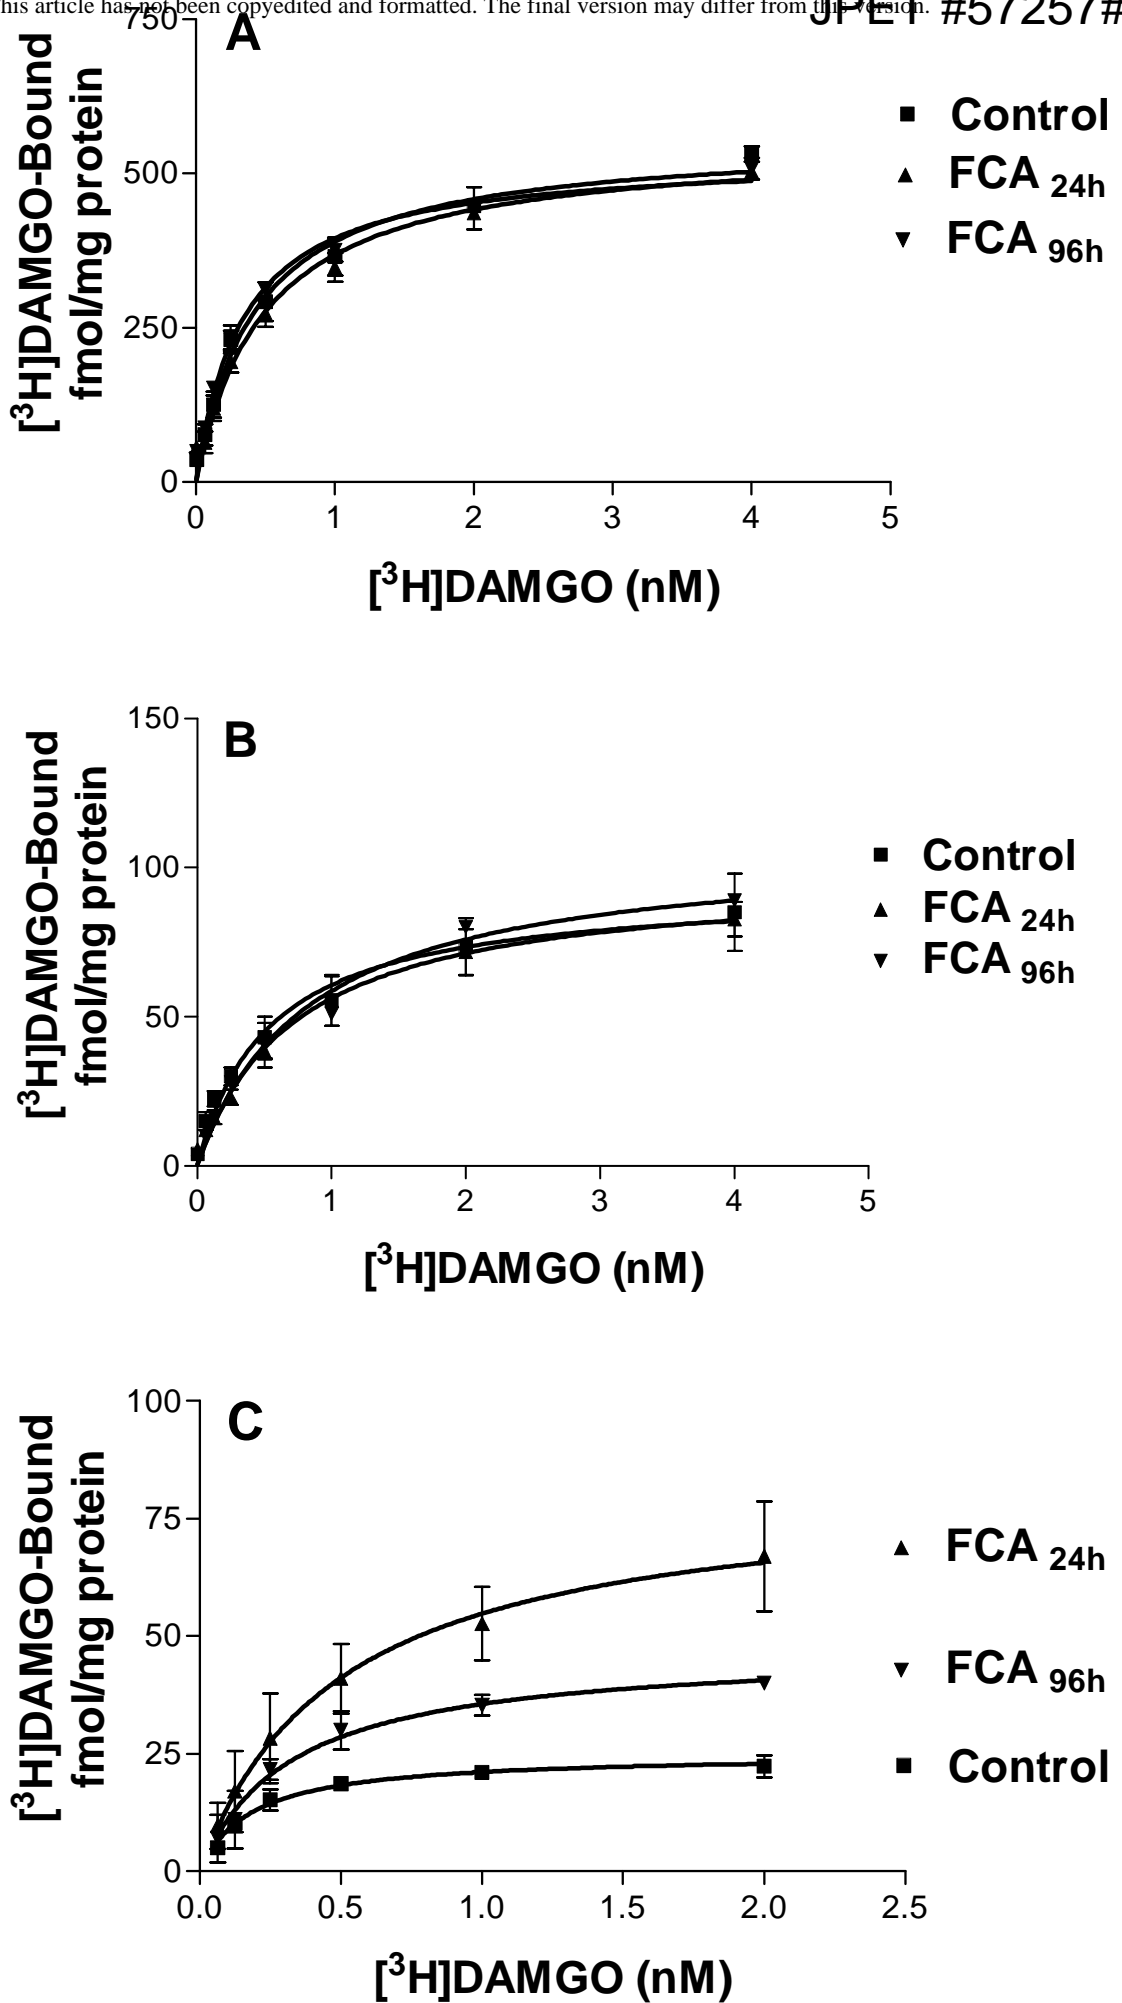 his article has not been copyedited and formatted. The final version may differ from this version.
JPET #57257#
A
750
500
250
0
0 1 2 3 4 5
[³H]DAMGO-Bound
fmol/mg protein
[³H]DAMGO (nM)
Control
FCA 24h
FCA 96h
B
150
100
50
0
0 1 2 3 4 5
[³H]DAMGO-Bound
fmol/mg protein
[³H]DAMGO (nM)
Control
FCA 24h
FCA 96h
C
100
75
50
25
0
0.0 0.5 1.0 1.5 2.0 2.5
[³H]DAMGO-Bound
fmol/mg protein
[³H]DAMGO (nM)
FCA 24h
FCA 96h
Control